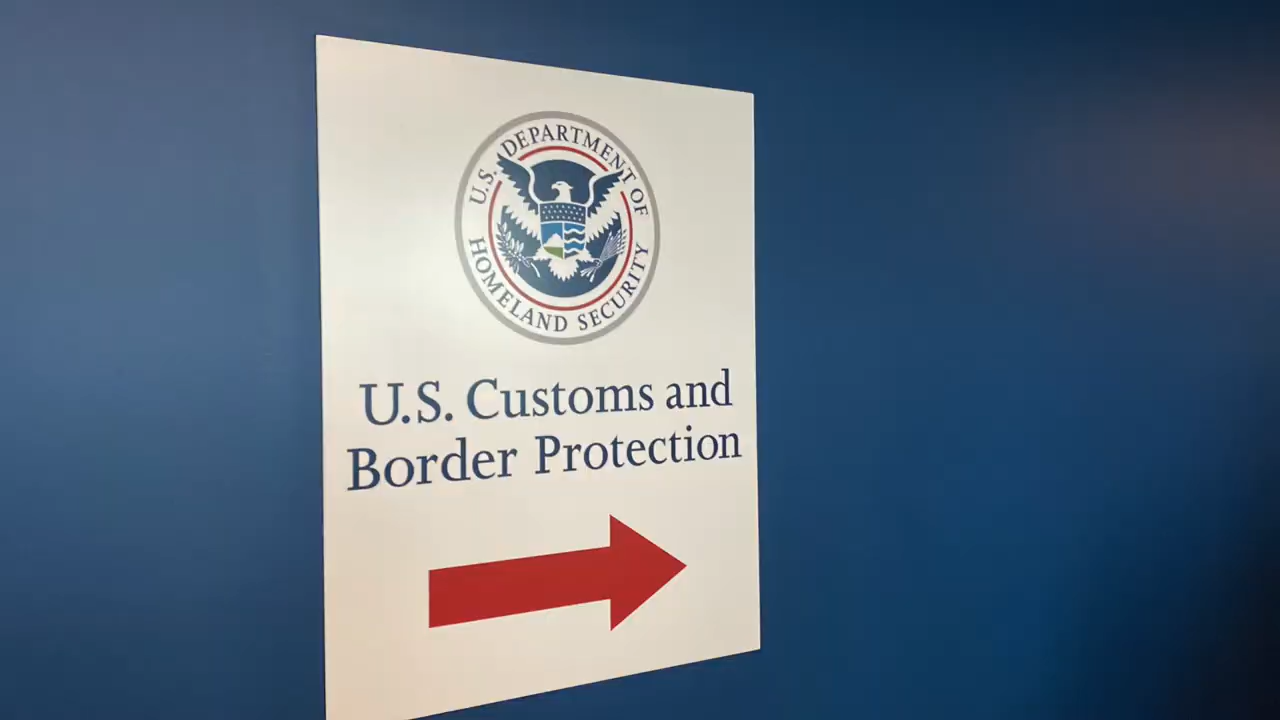 U.S. DEPARTMENT OF
HOMELAND SECURITY
U.S. Customs and
Border Protection